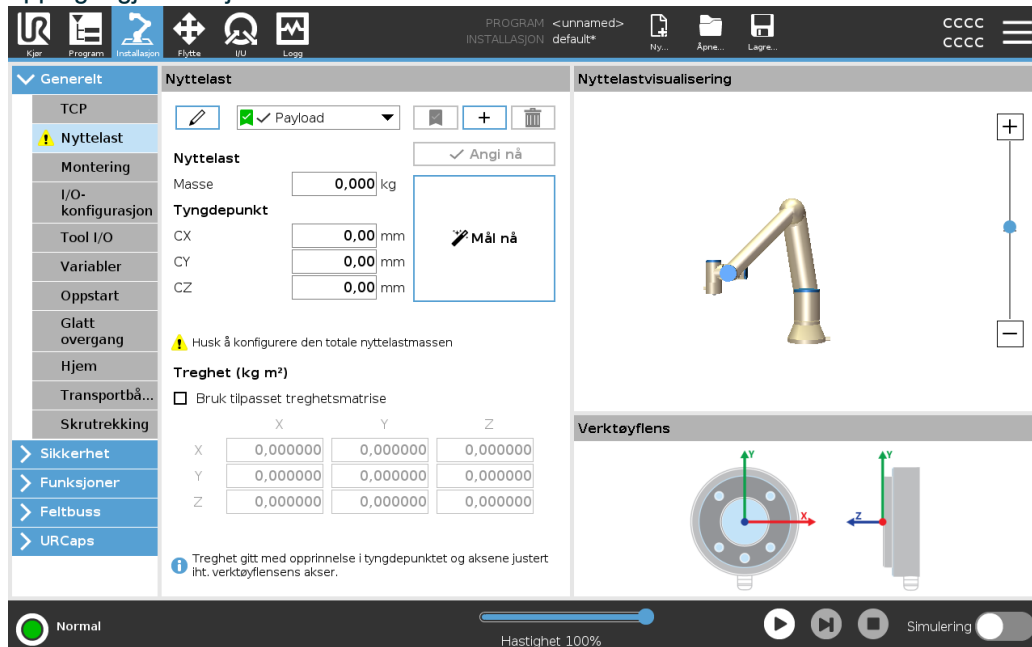 UR
Kjør
Program
Installasjon
Flytte
I/U
Logg
PROGRAM <unnamed>
INSTALLASJON default*
Ny...
Åpne...
Lagre...
CCCC
CCCC
Generelt
TCP
Nyttelast
Montering
I/O-
konfigurasjon
Tool I/O
Variabler
Oppstart
Glatt
overgang
Hjem
Transportbå...
Skrutrekking
Sikkerhet
Funksjoner
Feltbuss
URCaps
Nyttelast
Payload
Nyttelast
Angi nå
Masse 0,000 kg
Tyngdepunkt
CX 0,00 mm
CY 0,00 mm
CZ 0,00 mm
Mål nå
Husk å konfigurere den totale nyttelastmassen
Treghet (kg m²)
Bruk tilpasset treghetsmatrise
X Y Z
X 0,000000 0,000000 0,000000
Y 0,000000 0,000000 0,000000
Z 0,000000 0,000000 0,000000
Treghet gitt med opprinnelse i tyngdepunktet og aksene justert
iht. verktøyflensens akser.
Nyttelastvisualisering
Verktøyflens
Y
X
Y
Z
Normal
Hastighet 100%
Simulering